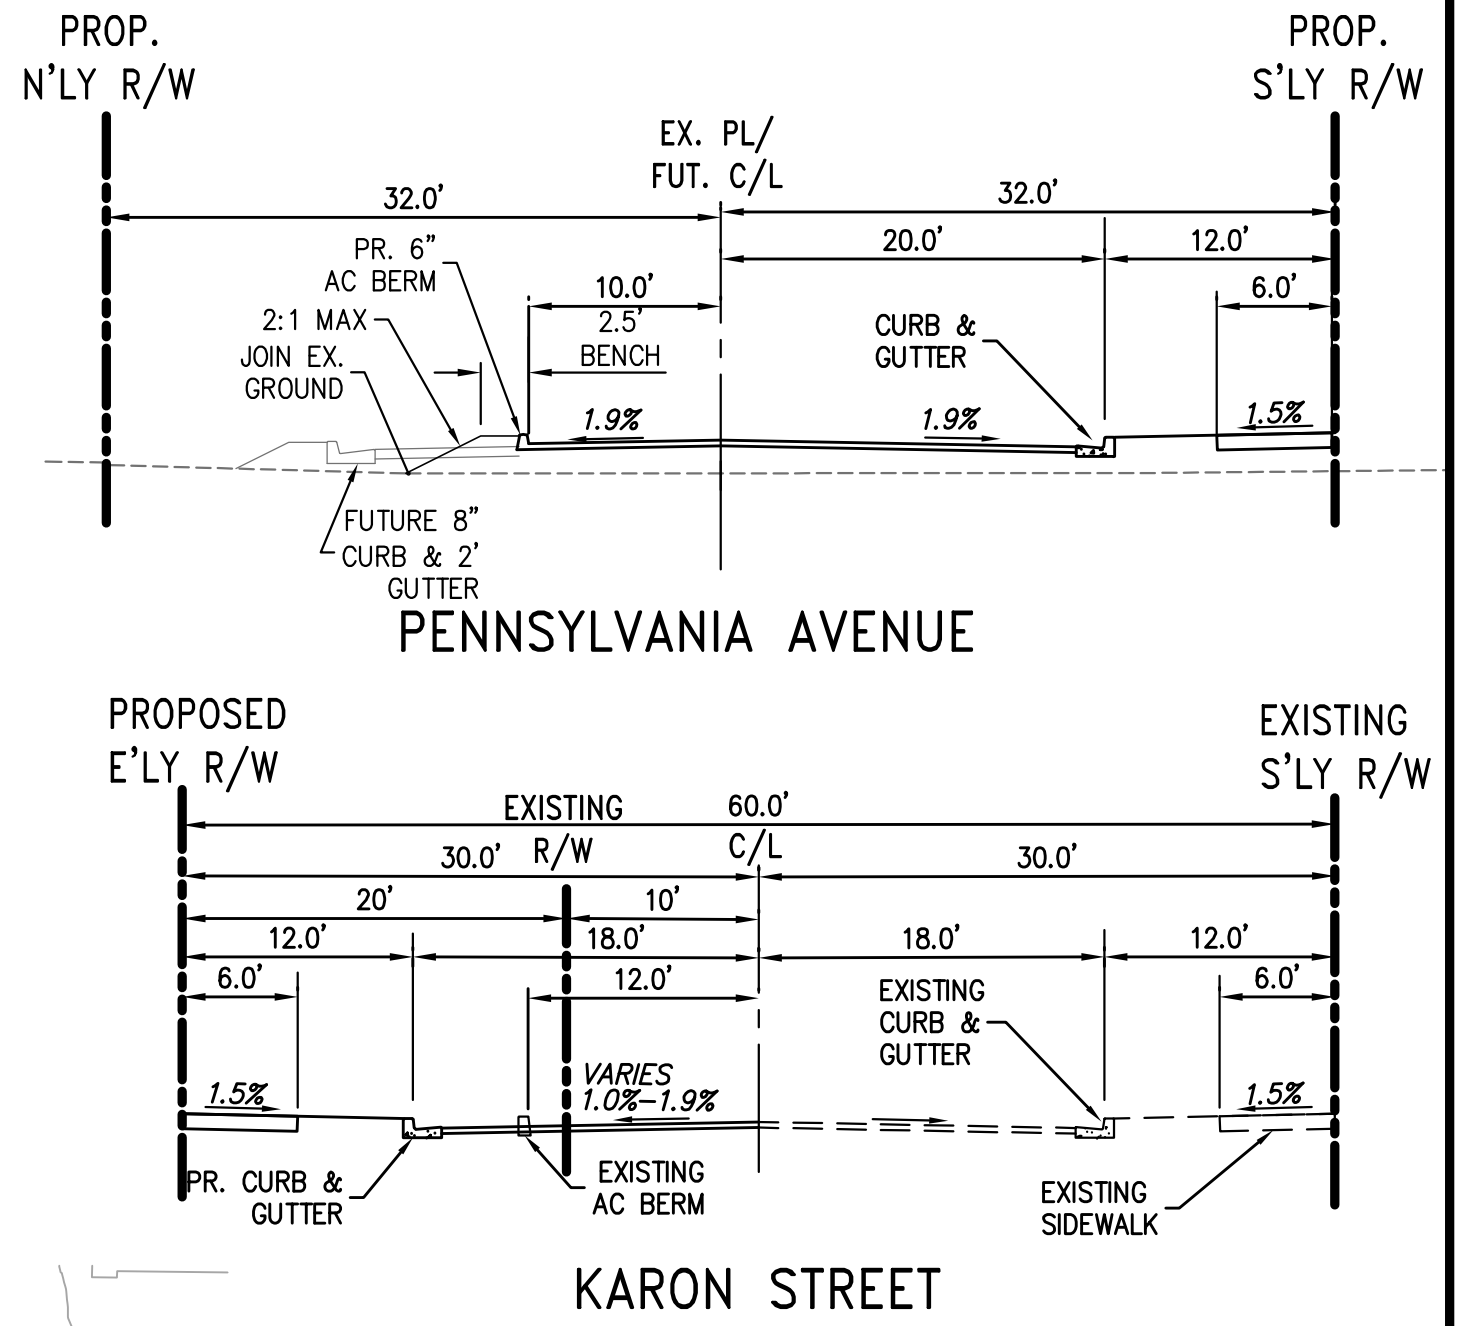 PROP.
N'LY R/W
PROP.
S'LY R/W
EX. PL/
FUT. C/L
32.0'
32.0'
20.0'
12.0'
PR. 6"
AC BERM
10.0'
6.0'
2:1 MAX
2.5'
BENCH
CURB &
GUTTER
JOIN EX.
GROUND
1.9%
1.9%
1.5%
FUTURE 8"
CURB & 2'
GUTTER
PENNSYLVANIA AVENUE
PROPOSED
E'LY R/W
EXISTING
S'LY R/W
EXISTING
R/W
60.0'
C/L
30.0'
30.0'
20'
10'
12.0'
18.0'
18.0'
12.0'
6.0'
12.0'
6.0'
EXISTING
CURB &
GUTTER
1.5%
VARIES
1.0%-1.9%
1.5%
PR. CURB &
GUTTER
EXISTING
AC BERM
EXISTING
SIDEWALK
KARON STREET